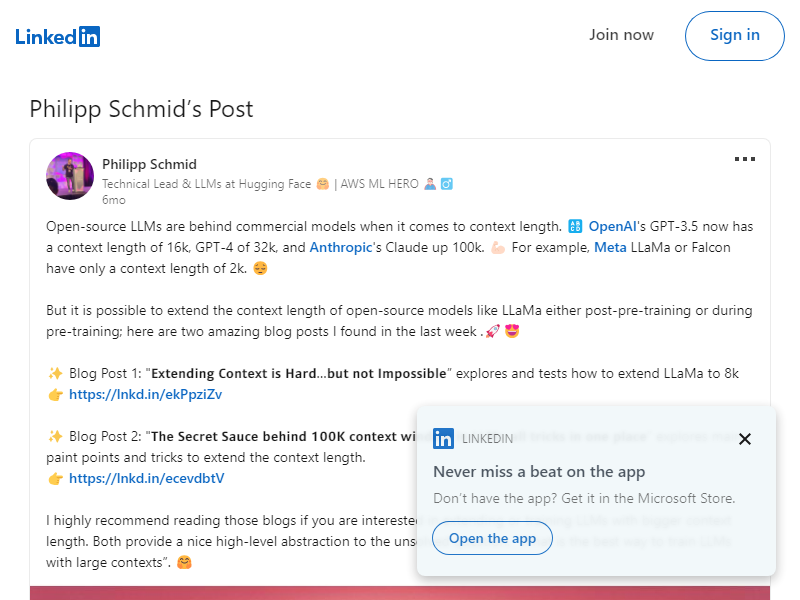 LinkedIn
Join now
Sign in
Philipp Schmid's Post
Philipp Schmid
Technical Lead & LLMs at Hugging Face 🤗 | AWS ML HERO 🦸🏻‍♂️
6mo
Open-source LLMs are behind commercial models when it comes to context length. 🔠 OpenAI's GPT-3.5 now has
a context length of 16k, GPT-4 of 32k, and Anthropic's Claude up 100k. 💪🏻 For example, Meta LLaMa or Falcon
have only a context length of 2k. 😔
But it is possible to extend the context length of open-source models like LLaMa either post-pre-training or during
pre-training; here are two amazing blog posts I found in the last week .🚀 😍
✨ Blog Post 1: "Extending Context is Hard…but not Impossible" explores and tests how to extend LLaMa to 8k
👉 https://lnkd.in/ekPpziZv
✨ Blog Post 2: "The Secret Sauce behind 100K context
paint points and tricks to extend the context length.
👉 https://lnkd.in/ecevdbtV
I highly recommend reading those blogs if you are interested
length. Both provide a nice high-level abstraction to the
with large contexts". 🤗
LINKEDIN
Never miss a beat on the app
Don't have the app? Get it in the Microsoft Store.
Open the app